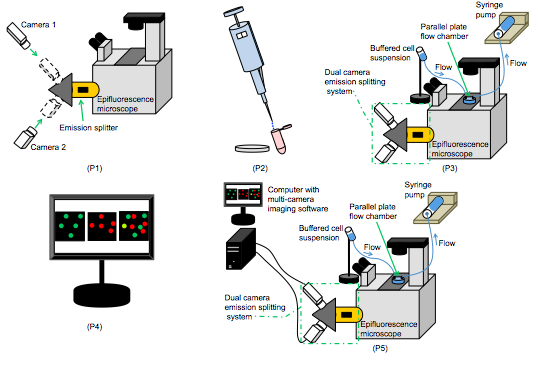 Camera 1
Epifluorescence
microscope
Emission splitter
Camera 2
(P1)
(P2)
Syringe
pump
Parallel plate
flow chamber
Buffered cell
suspension
Flow
Flow
Dual camera
emission splitting
system
Epifluorescence
microscope
(P3)
(P4)
Computer with
multi-camera
imaging software
Syringe
pump
Parallel plate
flow chamber
Buffered cell
suspension
Flow
Flow
Dual camera
emission splitting
system
Epifluorescence
microscope
(P5)